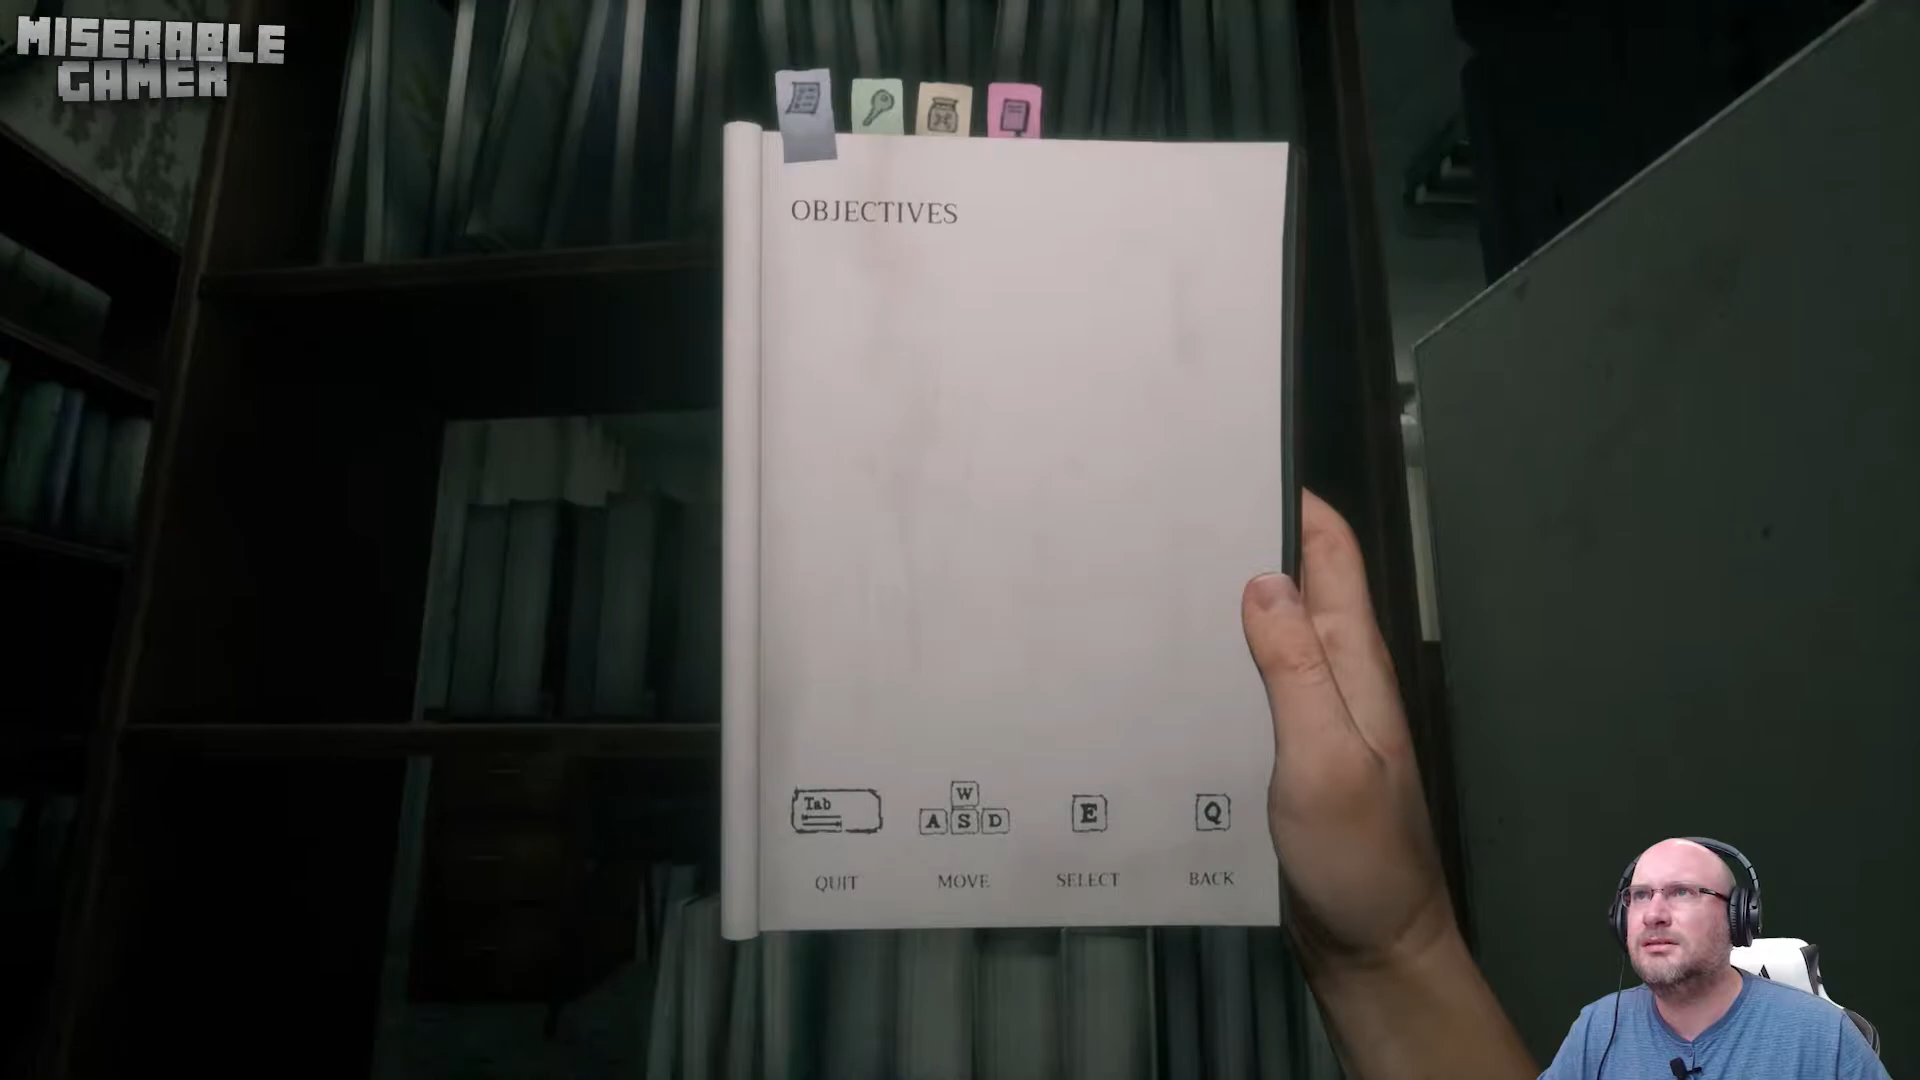 MISERABLE
GAMER
OBJECTIVES
Tab
W
A S D
E
Q
QUIT
MOVE
SELECT
BACK